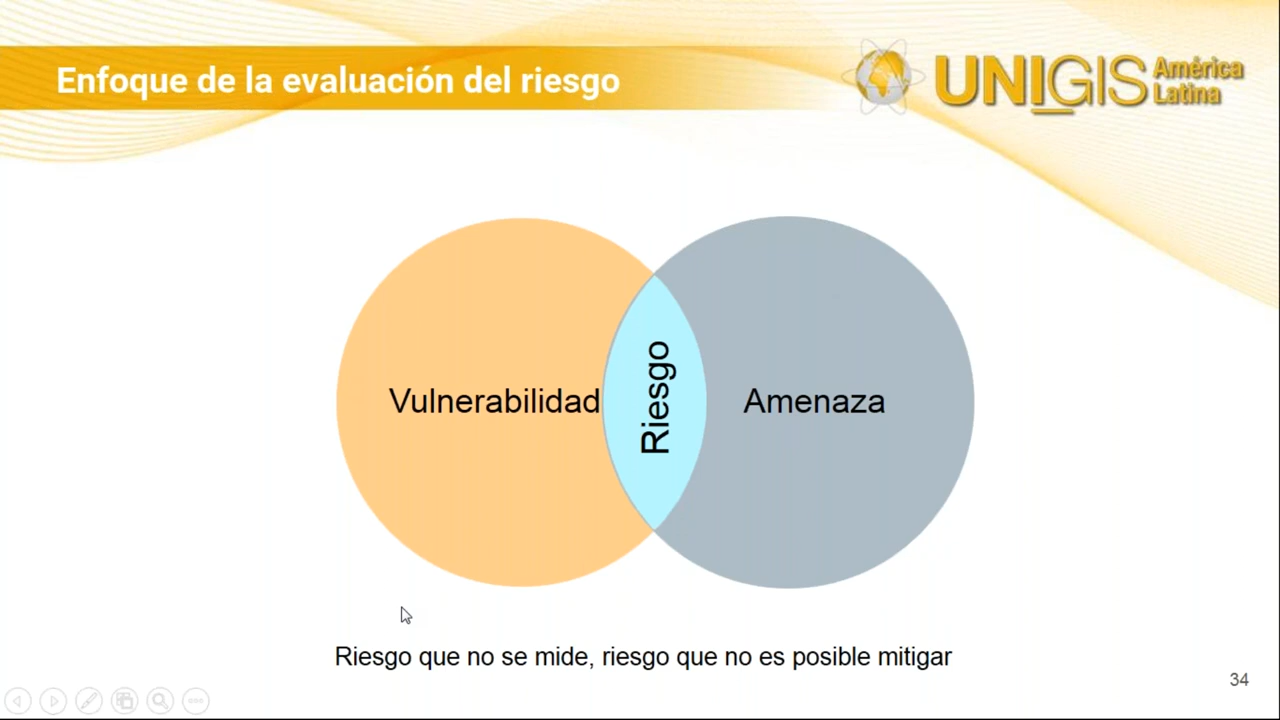 Enfoque de la evaluación del riesgo
UNIGIS América
Latina
Vulnerabilidad
Riesgo
Amenaza
Riesgo que no se mide, riesgo que no es posible mitigar
34